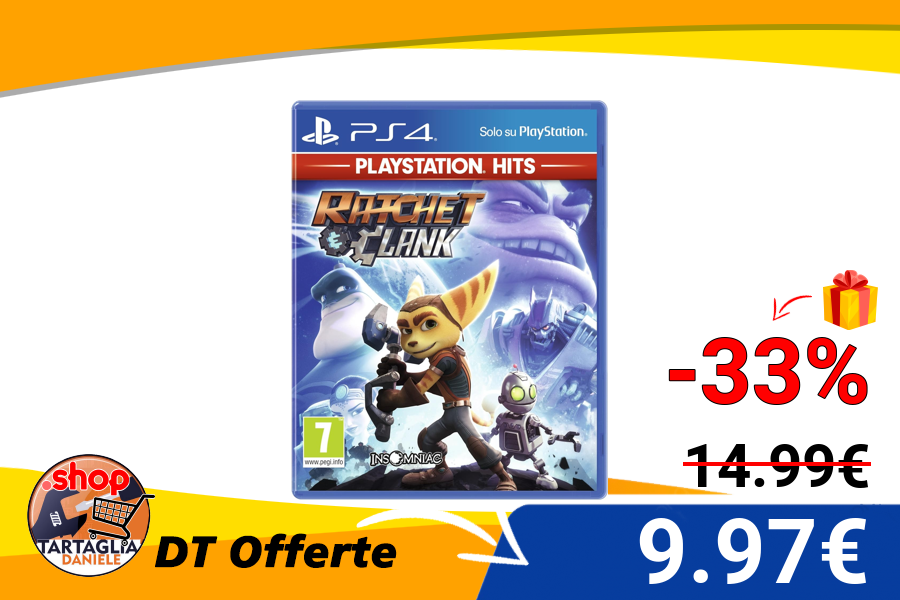 PS4
Solo su PlayStation
PLAYSTATION HITS
RATCHET
& CLANK
7
www.pegi.info
INSOMNIAC
-33%
14.99€
9.97€
.shop
TARTAGLIA
DANIELE
DT Offerte